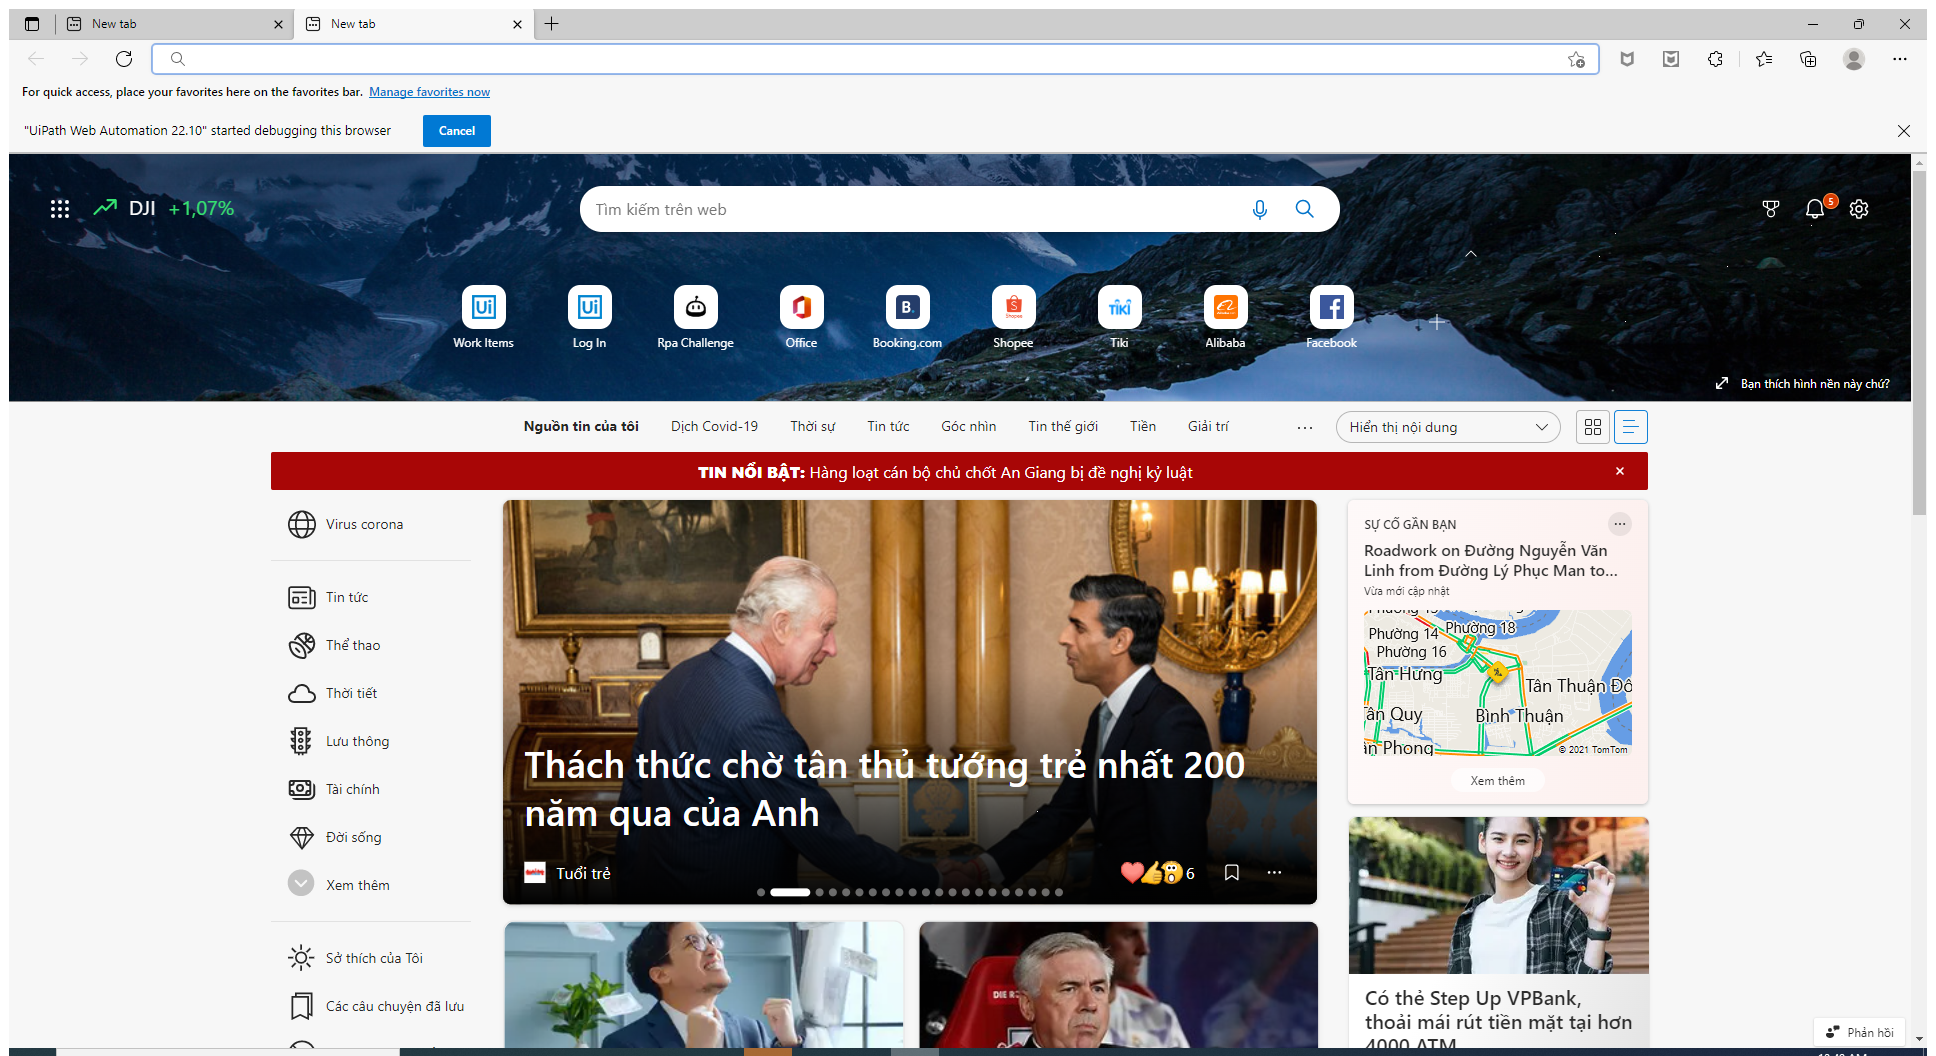 New tab
New tab
For quick access, place your favorites here on the favorites bar. Manage favorites now
"UiPath Web Automation 22.10" started debugging this browser
Cancel
DJI +1,07%
Tìm kiếm trên web
5
Work Items
Log In
Rpa Challenge
Office
Booking.com
Shopee
Tiki
Alibaba
Facebook
Bạn thích hình nền này chứ?
Nguồn tin của tôi
Dịch Covid-19
Thời sự
Tin tức
Góc nhìn
Tin thế giới
Tiền
Giải trí
Hiển thị nội dung
TIN NỔI BẬT: Hàng loạt cán bộ chủ chốt An Giang bị đề nghị kỷ luật
Virus corona
Tin tức
Thể thao
Thời tiết
Lưu thông
Tài chính
Đời sống
Xem thêm
Sở thích của Tôi
Các câu chuyện đã lưu
Thách thức chờ tân thủ tướng trẻ nhất 200
năm qua của Anh
Tuổi trẻ
6
SỰ CỐ GẦN BẠN
Roadwork on Đường Nguyễn Văn
Linh from Đường Lý Phục Man to...
Vừa mới cập nhật
Phường 14
Phường 18
Phường 16
Tân Hưng
Tân Thuận Đô
Bình Thuận
© 2021 TomTom
Xem thêm
Có thẻ Step Up VPBank,
thoải mái rút tiền mặt tại hơn
4000 ATM
Phản hồi